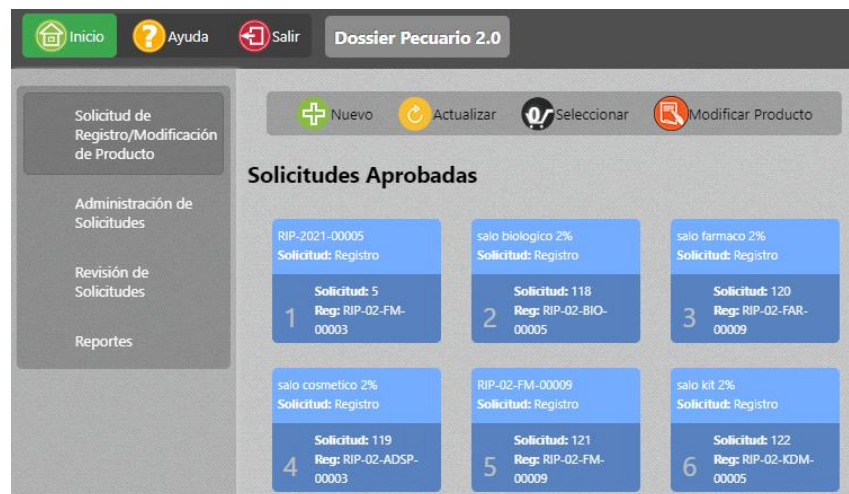 Inicio
Ayuda
Salir
Dossier Pecuario 2.0
Solicitud de
Registro/Modificación
de Producto
Administración de
Solicitudes
Revisión de
Solicitudes
Reportes
Nuevo
Actualizar
Seleccionar
Modificar Producto
Solicitudes Aprobadas
RIP-2021-00005
Solicitud: Registro
1
Solicitud: 5
Reg: RIP-02-FM-
00003
salo biologico 2%
Solicitud: Registro
2
Solicitud: 118
Reg: RIP-02-BIO-
00005
salo farmaco 2%
Solicitud: Registro
3
Solicitud: 120
Reg: RIP-02-FAR-
00009
salo cosmetico 2%
Solicitud: Registro
4
Solicitud: 119
Reg: RIP-02-ADSP-
00003
RIP-02-FM-00009
Solicitud: Registro
5
Solicitud: 121
Reg: RIP-02-FM-
00009
salo kit 2%
Solicitud: Registro
6
Solicitud: 122
Reg: RIP-02-KDM-
00005